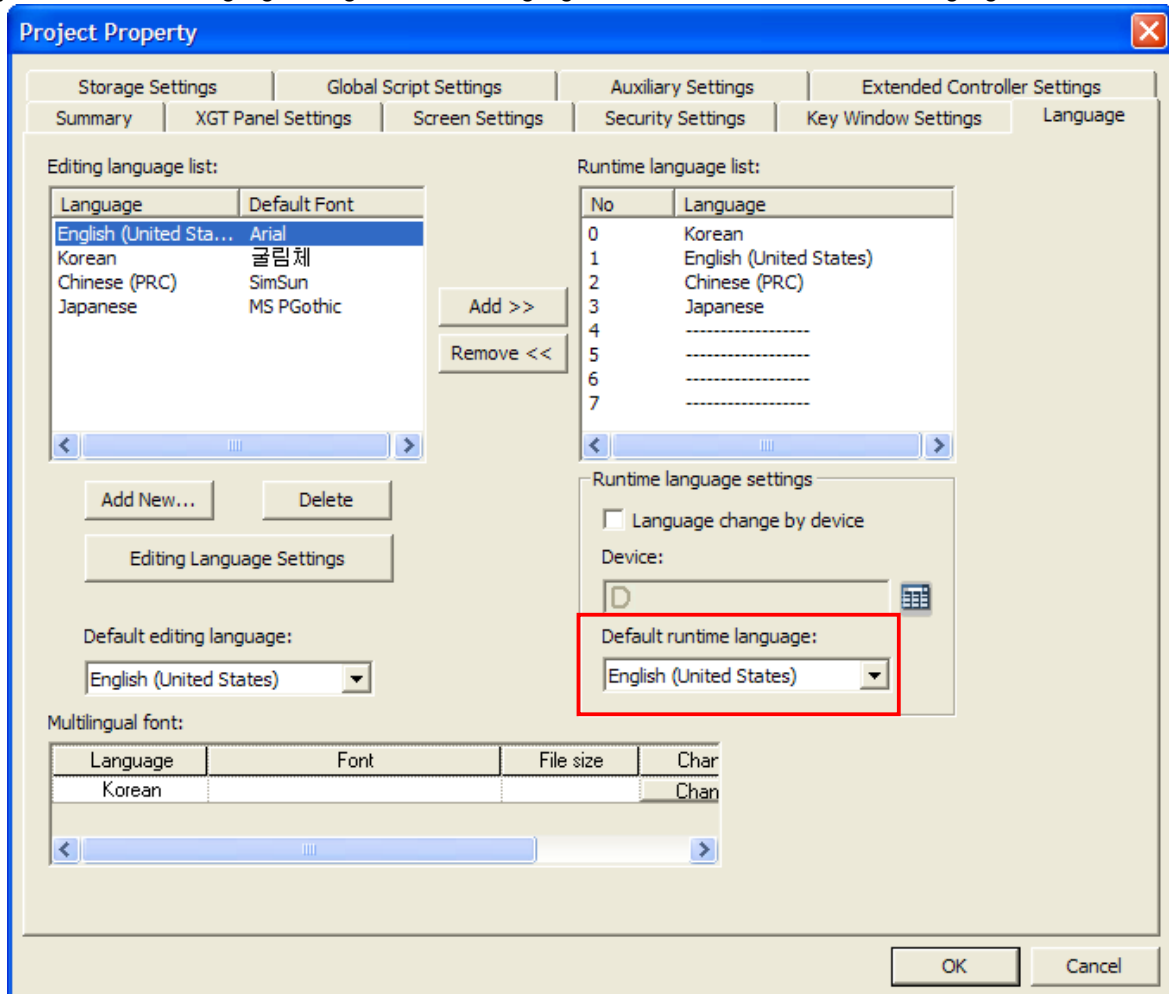 Project Property
Storage Settings Global Script Settings Auxiliary Settings Extended Controller Settings
Summary XGT Panel Settings Screen Settings Security Settings Key Window Settings Language
Editing language list:
Language Default Font
English (United Sta... Arial
Korean 굴림체
Chinese (PRC) SimSun
Japanese MS PGothic
Add >>
Remove <<
Runtime language list:
No Language
0 Korean
1 English (United States)
2 Chinese (PRC)
3 Japanese
4 ------------------
5 ------------------
6 ------------------
7 ------------------
Add New... Delete
Editing Language Settings
Default editing language:
English (United States)
Runtime language settings
Language change by device
Device:
D
Default runtime language:
English (United States)
Multilingual font:
Language Font File size Char
Korean Chan
OK Cancel